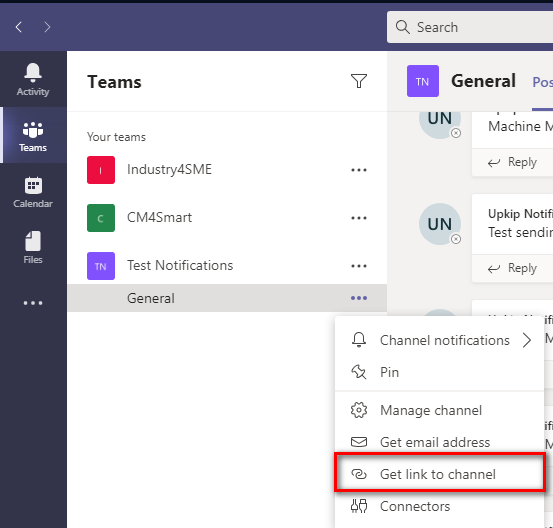 Search
Activity
Teams
Calendar
Files
Teams
Your teams
I
Industry4SME
C
CM4Smart
TN
Test Notifications
General
TN
General
Pos
UN
Machine M
Reply
UN
Upkip Notif
Test sendin
Reply
Channel notifications
Pin
Manage channel
Get email address
Get link to channel
Connectors